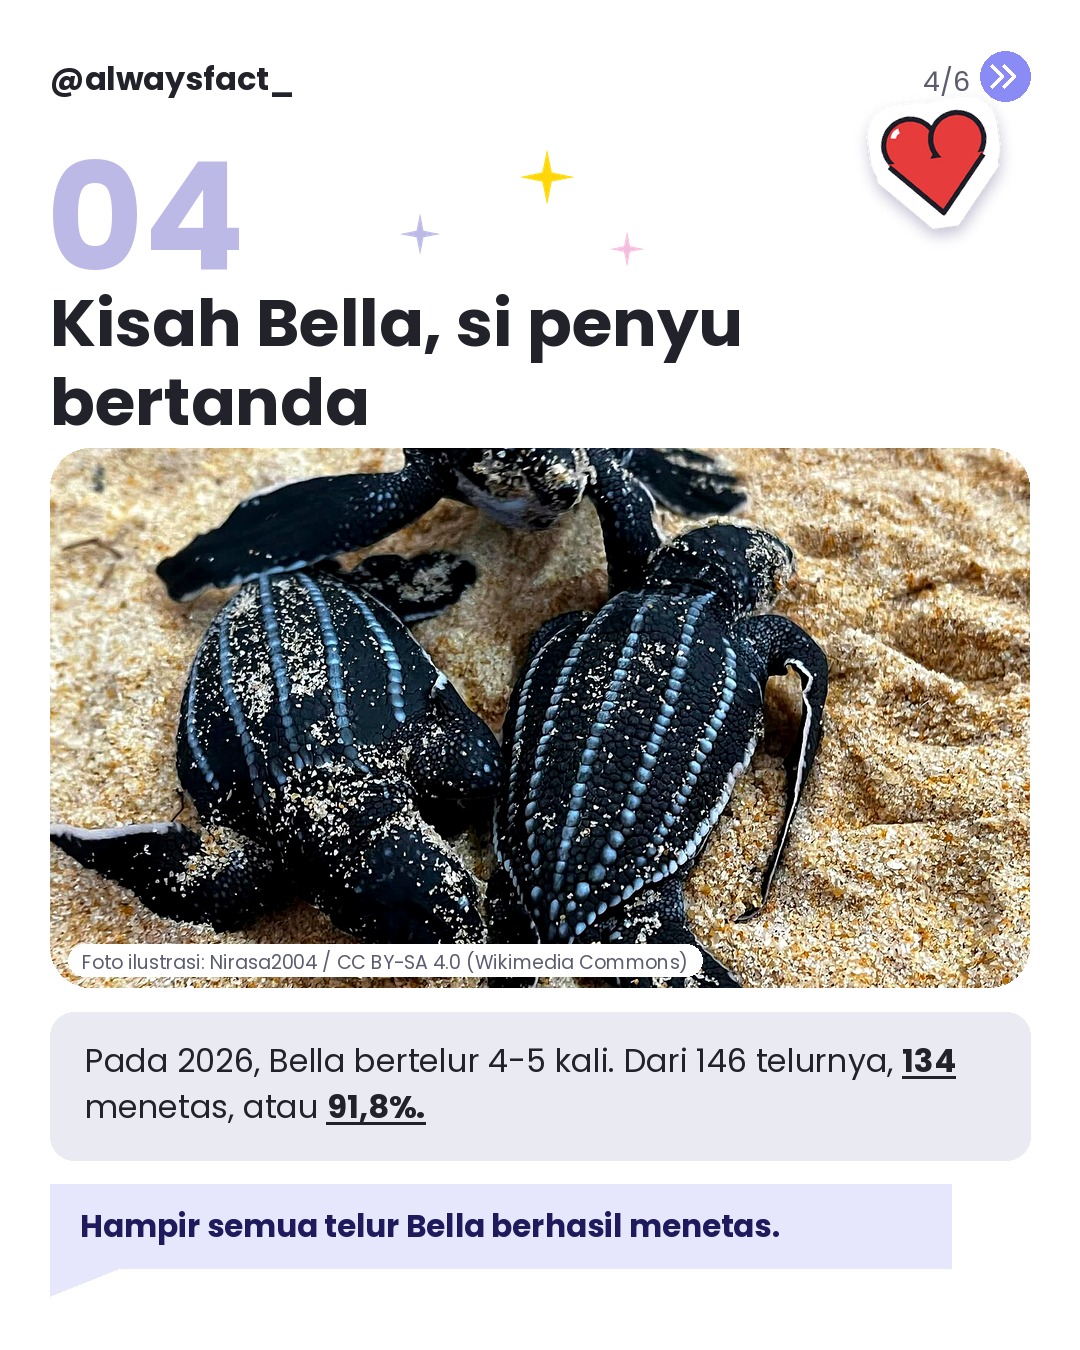 @alwaysfact_
4/6
04
Kisah Bella, si penyu
bertanda
Foto ilustrasi: Nirasa2004 / CC BY-SA 4.0 (Wikimedia Commons)
Pada 2026, Bella bertelur 4-5 kali. Dari 146 telurnya, 134
menetas, atau 91,8%.
Hampir semua telur Bella berhasil menetas.